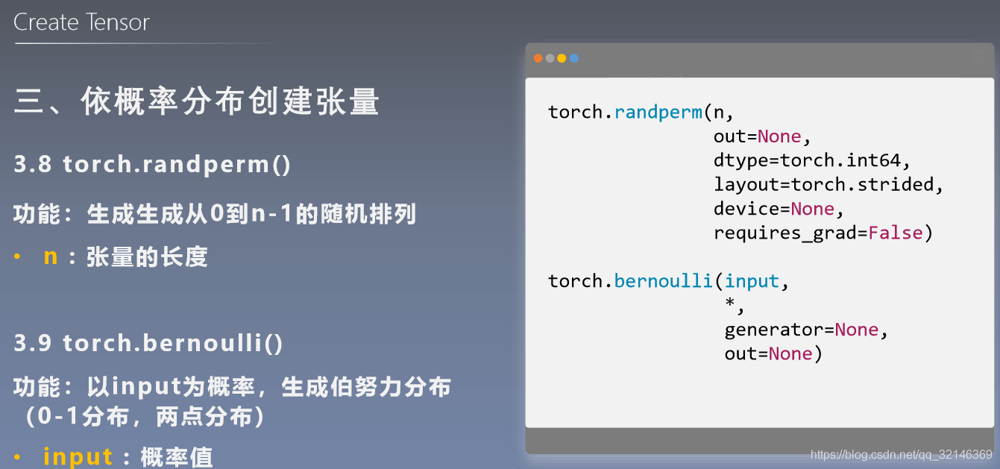 Create Tensor
三、依概率分布创建张量
3.8 torch.randperm()
功能：生成生成从0到n-1的随机排列
• n：张量的长度
3.9 torch.bernoulli()
功能：以input为概率，生成伯努力分布
（0-1分布，两点分布）
• input：概率值
torch.randperm(n,
out=None,
dtype=torch.int64,
layout=torch.strided,
device=None,
requires_grad=False)
torch.bernoulli(input,
*,
generator=None,
out=None)
https://blog.csdn.net/qq_32146369